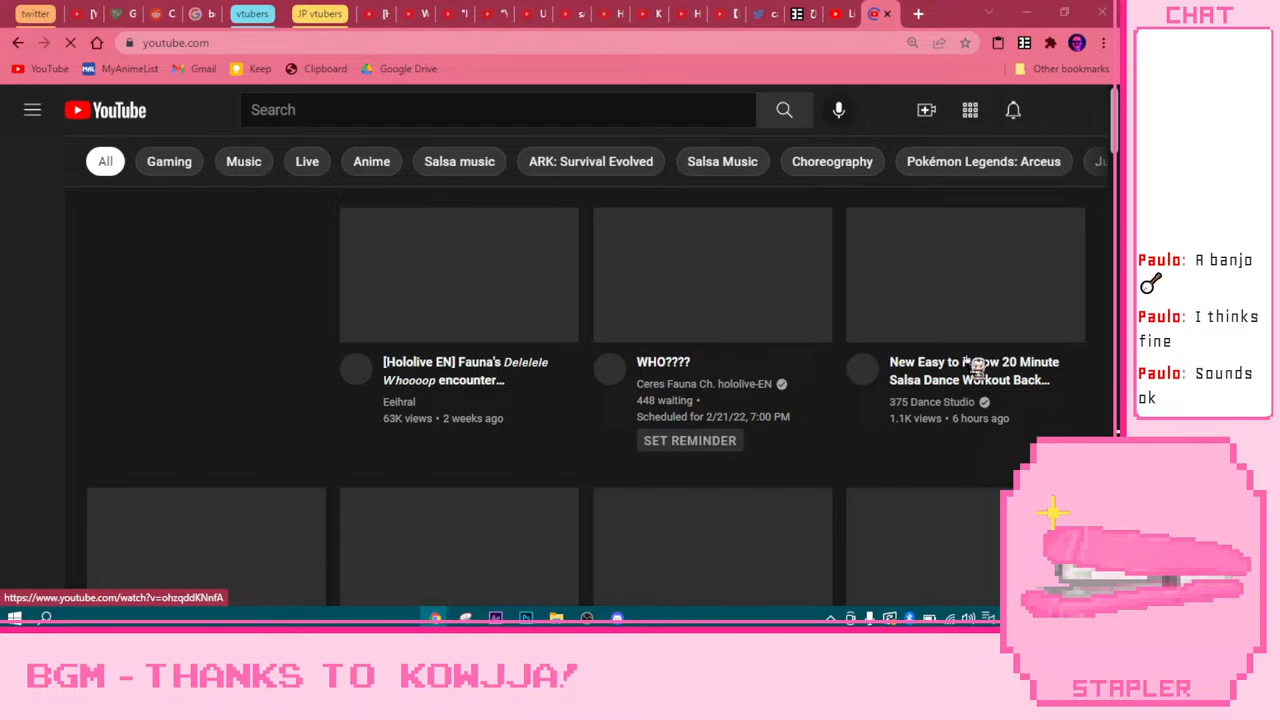 twitter
vtubers
JP vtubers
youtube.com
YouTube
MyAnimeList
Gmail
Keep
Clipboard
Google Drive
Other bookmarks
YouTube
Search
All
Gaming
Music
Live
Anime
Salsa music
ARK: Survival Evolved
Salsa Music
Choreography
Pokémon Legends: Arceus
[Hololive EN] Fauna's Delelele
Whoooop encounter…
Eeihral
63K views • 2 weeks ago
WHO????
Ceres Fauna Ch. hololive-EN
448 waiting •
Scheduled for 2/21/22, 7:00 PM
SET REMINDER
New Easy to 20 Minute
Salsa Dance Workout Back…
375 Dance Studio
1.1K views • 6 hours ago
https://www.youtube.com/watch?v=ohzqddKNnfA
CHAT
Paulo: A banjo
Paulo: I thinks
fine
Paulo: Sounds
ok
STAPLER
BGM - THANKS TO KOWJJA!